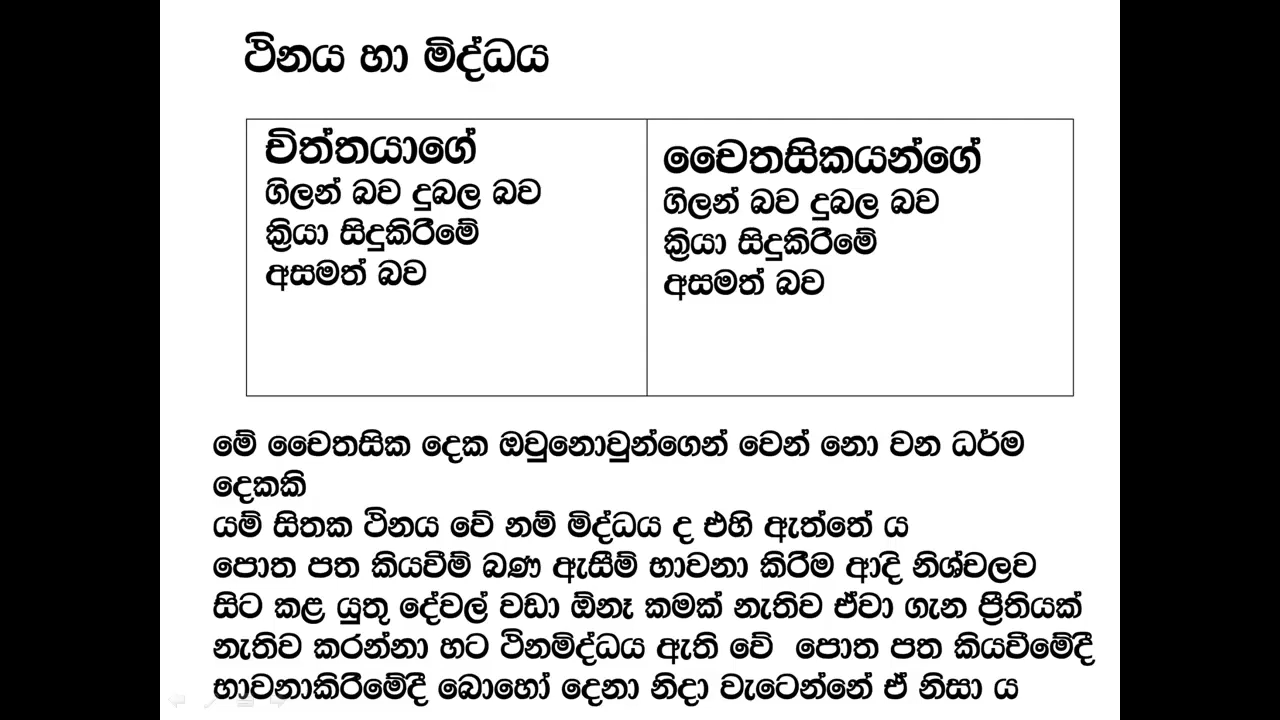 ථිනය හා මිද්ධය
චිත්තයාගේ
ගිලන් බව දුබල බව
ක්‍රියා සිදුකිරීමේ
අසමත් බව
චෛතසිකයන්ගේ
ගිලන් බව දුබල බව
ක්‍රියා සිදුකිරීමේ
අසමත් බව
මේ චෛතසික දෙක ඔවුනොවුන්ගෙන් වෙන් නො වන ධර්ම
දෙකකි
යම් සිතක ථිනය වේ නම් මිද්ධය ද එහි ඇත්තේ ය
පොත පත කියවීම් බණ ඇසීම් භාවනා කිරීම ආදි නිශ්චලව
සිට කළ යුතු දේවල් වඩා ඕනෑ කමක් නැතිව ඒවා ගැන ප්‍රීතියක්
නැතිව කරන්නා හට ථිනමිද්ධය ඇති වේ පොත පත කියවීමේදී
භාවනාකිරීමේදී බොහෝ දෙනා නිදා වැටෙන්නේ ඒ නිසා ය